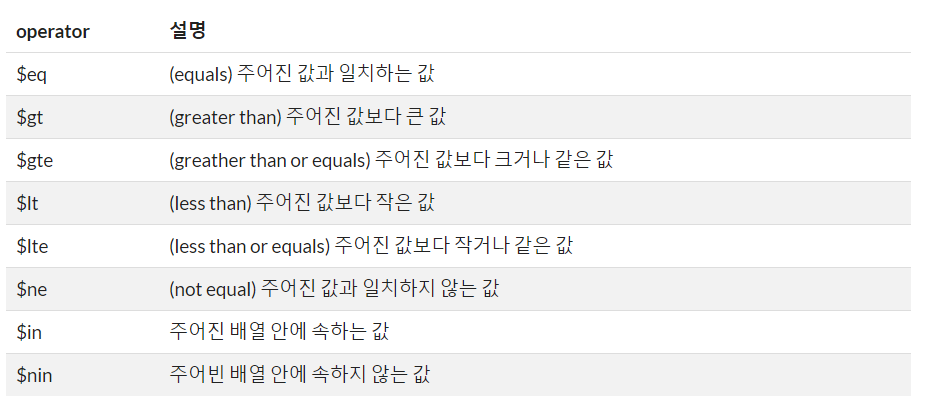 operator 설명
$eq (equals) 주어진 값과 일치하는 값
$gt (greater than) 주어진 값보다 큰 값
$gte (greather than or equals) 주어진 값보다 크거나 같은 값
$lt (less than) 주어진 값보다 작은 값
$lte (less than or equals) 주어진 값보다 작거나 같은 값
$ne (not equal) 주어진 값과 일치하지 않는 값
$in 주어진 배열 안에 속하는 값
$nin 주어빈 배열 안에 속하지 않는 값